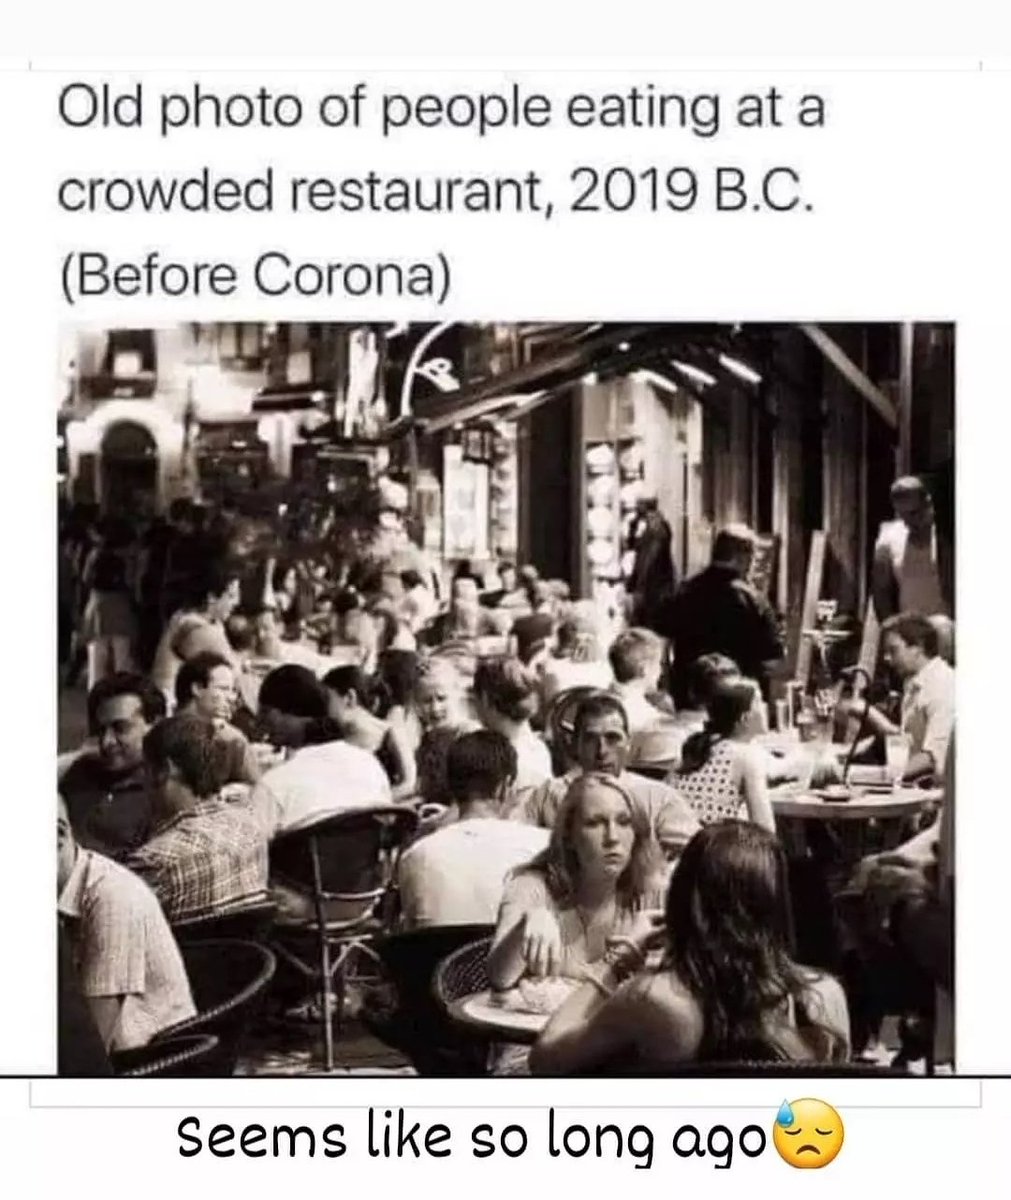 Old photo of people eating at a
crowded restaurant, 2019 B.C.
(Before Corona)
Seems like so long ago😓